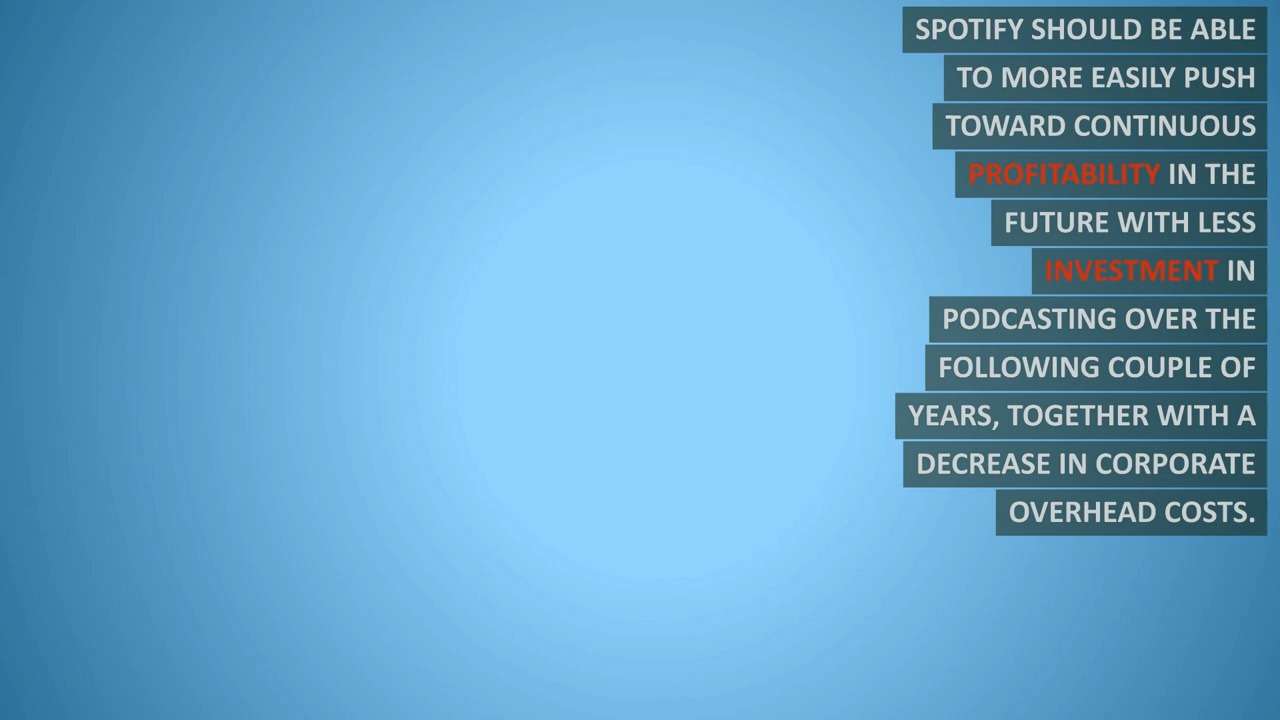 SPOTIFY SHOULD BE ABLE
TO MORE EASILY PUSH
TOWARD CONTINUOUS
PROFITABILITY IN THE
FUTURE WITH LESS
INVESTMENT IN
PODCASTING OVER THE
FOLLOWING COUPLE OF
YEARS, TOGETHER WITH A
DECREASE IN CORPORATE
OVERHEAD COSTS.